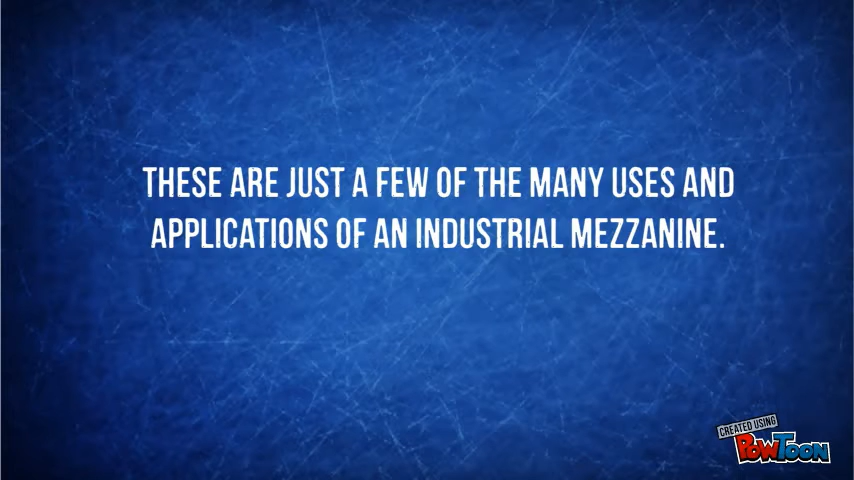 THESE ARE JUST A FEW OF THE MANY USES AND
APPLICATIONS OF AN INDUSTRIAL MEZZANINE.
CREATED USING
POWTOON